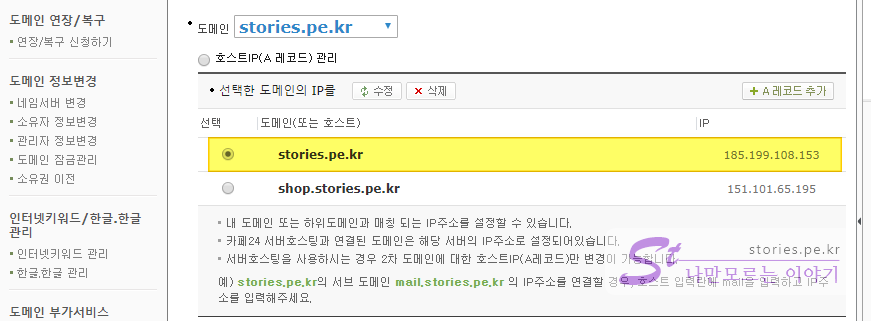 도메인 연장/복구
연장/복구 신청하기
도메인 정보변경
네임서버 변경
소유자 정보변경
관리자 정보변경
도메인 잠금관리
소유권 이전
인터넷키워드/한글.한글
관리
인터넷키워드 관리
한글.한글 관리
도메인 부가서비스
도메인 stories.pe.kr
호스트IP(A 레코드) 관리
선택한 도메인의 IP를 수정 삭제 A 레코드 추가
선택 도메인(또는 호스트) IP
stories.pe.kr 185.199.108.153
shop.stories.pe.kr 151.101.65.195
내 도메인 또는 하위도메인과 매칭 되는 IP주소를 설정할 수 있습니다.
카페24 서버호스팅과 연결된 도메인은 해당 서버의 IP주소로 설정되어있습니다.
서버호스팅을 사용하시는 경우 2차 도메인에 대한 호스트IP(A레코드)만 변경이 가능합니다.
예) stories.pe.kr의 서브 도메인 mail.stories.pe.kr 의 IP주소를 연결할 경우, 호스트 입력란에 mail을 입력하고 IP주
소를 입력해주세요.
St stories.pe.kr
나만모르는 이야기